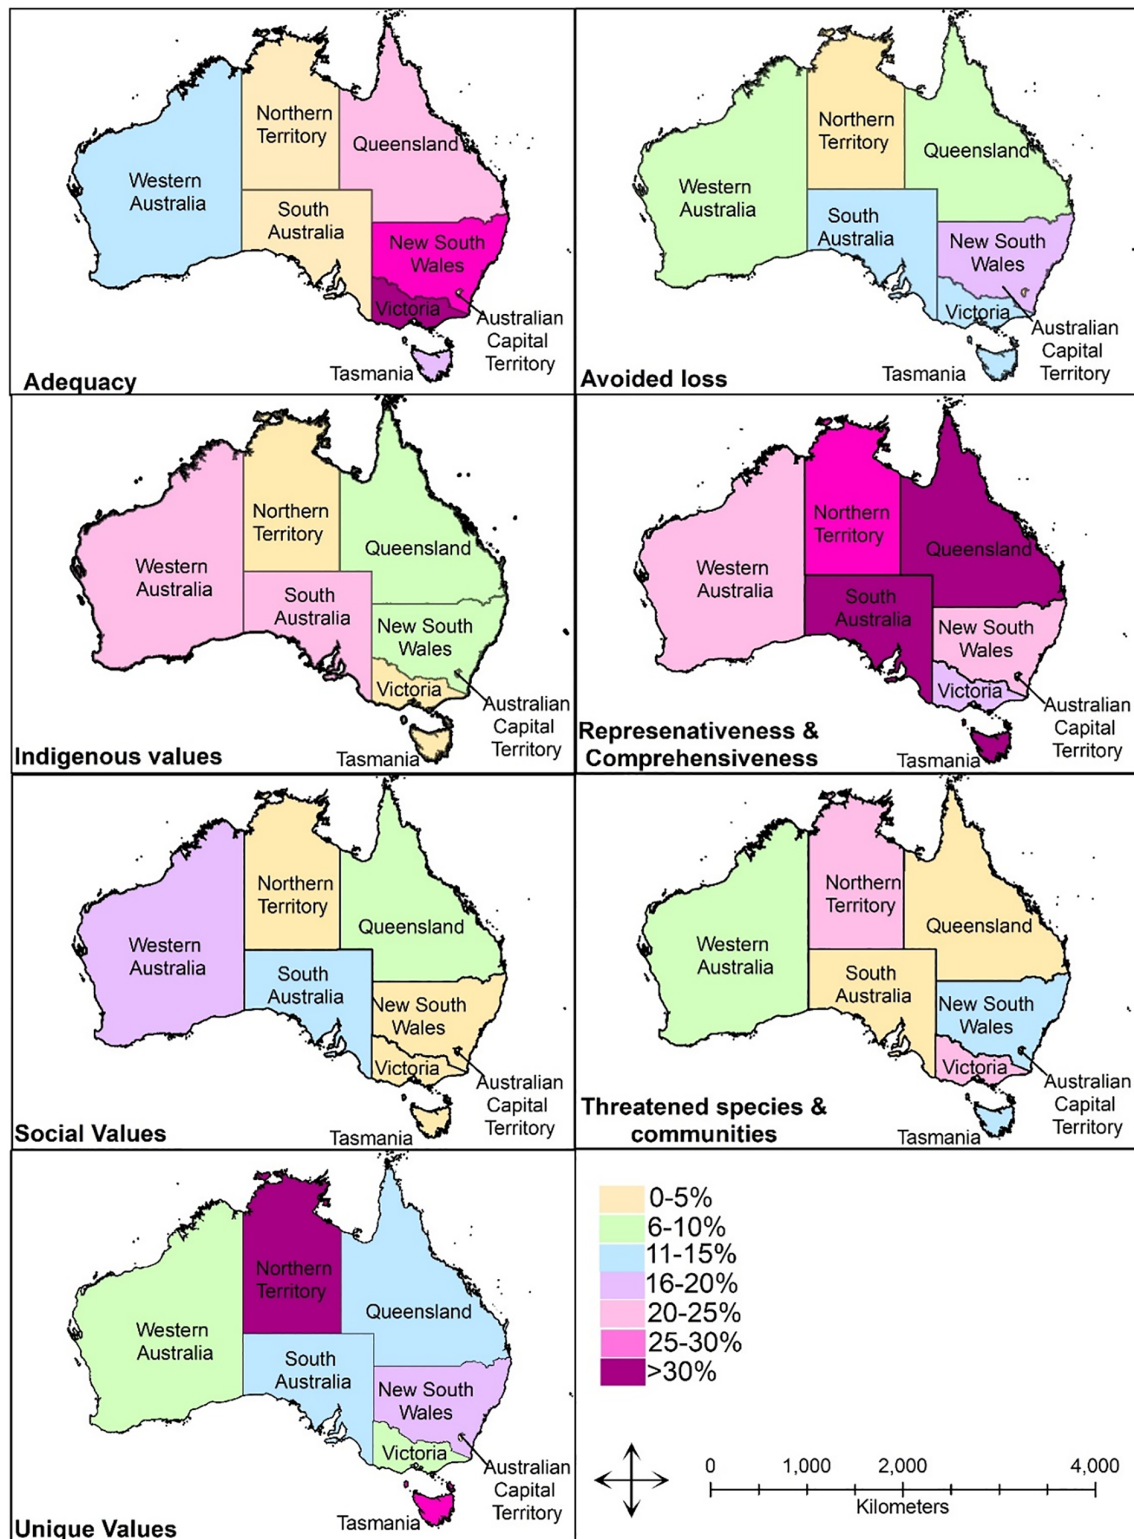 Northern
Territory
Queensland
Western
Australia
South
Australia
New South
Wales
Victoria
Australian
Capital
Territory
Tasmania
Adequacy
Northern
Territory
Queensland
Western
Australia
South
Australia
New South
Wales
Victoria
Australian
Capital
Territory
Tasmania
Avoided loss
Northern
Territory
Queensland
Western
Australia
South
Australia
New South
Wales
Victoria
Australian
Capital
Territory
Tasmania
Indigenous values
Northern
Territory
Queensland
Western
Australia
South
Australia
New South
Wales
Victoria
Australian
Capital
Territory
Tasmania
Represenativeness &
Comprehensiveness
Northern
Territory
Queensland
Western
Australia
South
Australia
New South
Wales
Victoria
Australian
Capital
Territory
Tasmania
Social Values
Northern
Territory
Queensland
Western
Australia
South
Australia
New South
Wales
Victoria
Australian
Capital
Territory
Tasmania
Threatened species &
communities
Northern
Territory
Queensland
Western
Australia
South
Australia
New South
Wales
Victoria
Australian
Capital
Territory
Tasmania
Unique Values
0-5%
6-10%
11-15%
16-20%
20-25%
25-30%
>30%
0 1,000 2,000 4,000
Kilometers